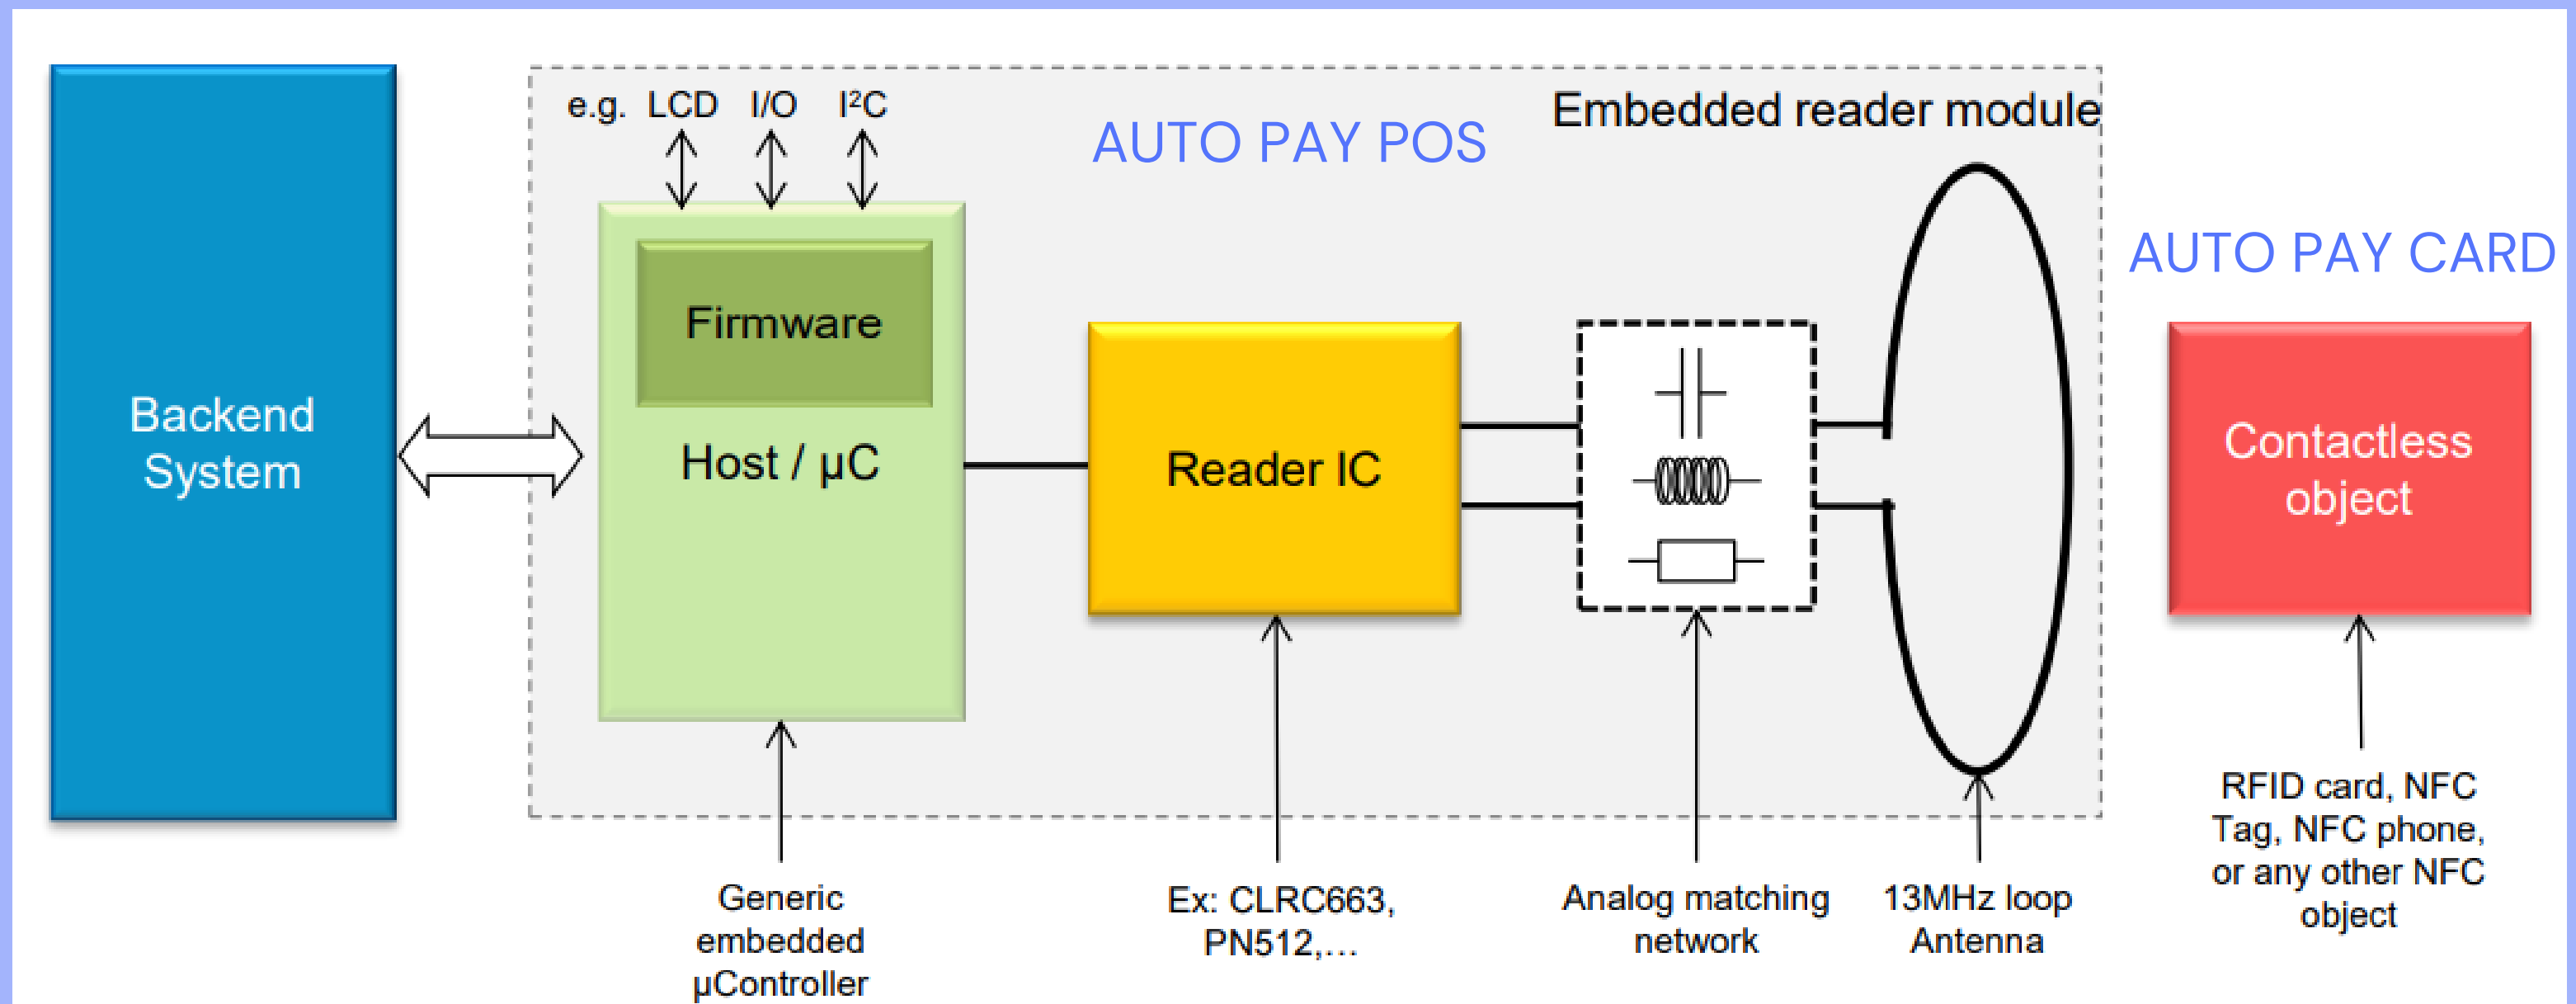 Backend
System
e.g. LCD I/O I²C
AUTO PAY POS
Embedded reader module
Firmware
Host / µC
Reader IC
AUTO PAY CARD
Contactless
object
Generic
embedded
µController
Ex: CLRC663,
PN512,...
Analog matching
network
13MHz loop
Antenna
RFID card, NFC
Tag, NFC phone,
or any other NFC
object